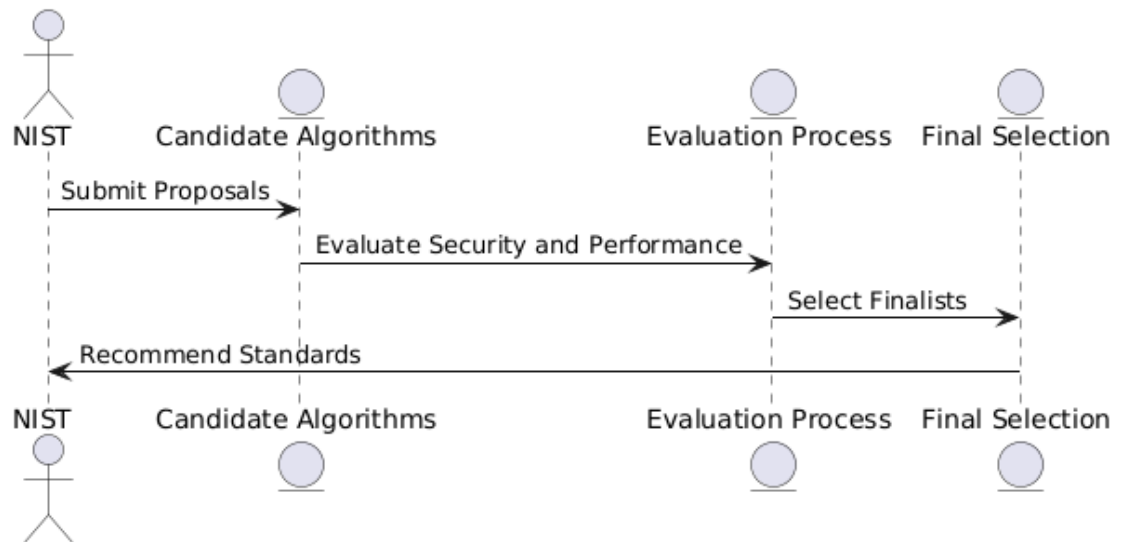 NIST
Candidate Algorithms
Evaluation Process
Final Selection
Submit Proposals
Evaluate Security and Performance
Select Finalists
Recommend Standards
NIST
Candidate Algorithms
Evaluation Process
Final Selection